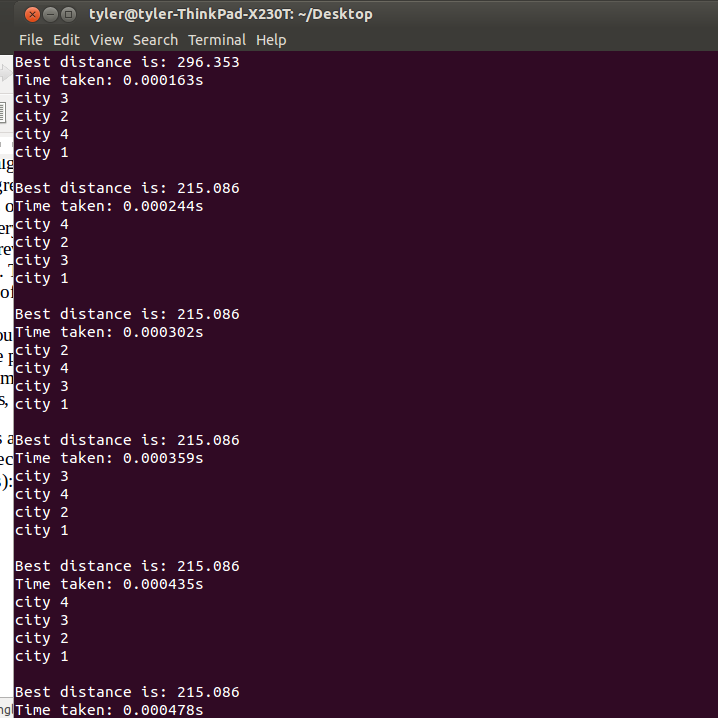 tyler@tyler-ThinkPad-X230T: ~/Desktop
File Edit View Search Terminal Help
Best distance is: 296.353
Time taken: 0.000163s
city 3
city 2
city 4
city 1
Best distance is: 215.086
Time taken: 0.000244s
city 4
city 2
city 3
city 1
Best distance is: 215.086
Time taken: 0.000302s
city 2
city 4
city 3
city 1
Best distance is: 215.086
Time taken: 0.000359s
city 3
city 4
city 2
city 1
Best distance is: 215.086
Time taken: 0.000435s
city 4
city 3
city 2
city 1
Best distance is: 215.086
Time taken: 0.000478s